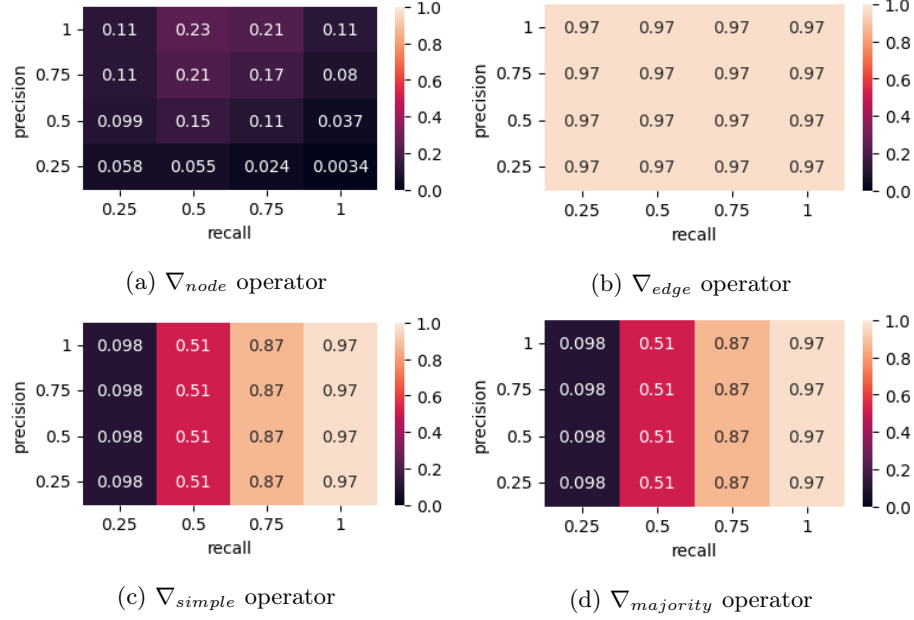 1 0.11 0.23 0.21 0.11
0.75 0.11 0.21 0.17 0.08
0.5 0.099 0.15 0.11 0.037
0.25 0.058 0.055 0.024 0.0034
0.25 0.5 0.75 1
recall
precision
1.0
0.8
0.6
0.4
0.2
0.0
(a) ∇node operator
1 0.97 0.97 0.97 0.97
0.75 0.97 0.97 0.97 0.97
0.5 0.97 0.97 0.97 0.97
0.25 0.97 0.97 0.97 0.97
0.25 0.5 0.75 1
recall
precision
1.0
0.8
0.6
0.4
0.2
0.0
(b) ∇edge operator
1 0.098 0.51 0.87 0.97
0.75 0.098 0.51 0.87 0.97
0.5 0.098 0.51 0.87 0.97
0.25 0.098 0.51 0.87 0.97
0.25 0.5 0.75 1
recall
precision
1.0
0.8
0.6
0.4
0.2
0.0
(c) ∇simple operator
1 0.098 0.51 0.87 0.97
0.75 0.098 0.51 0.87 0.97
0.5 0.098 0.51 0.87 0.97
0.25 0.098 0.51 0.87 0.97
0.25 0.5 0.75 1
recall
precision
1.0
0.8
0.6
0.4
0.2
0.0
(d) ∇majority operator